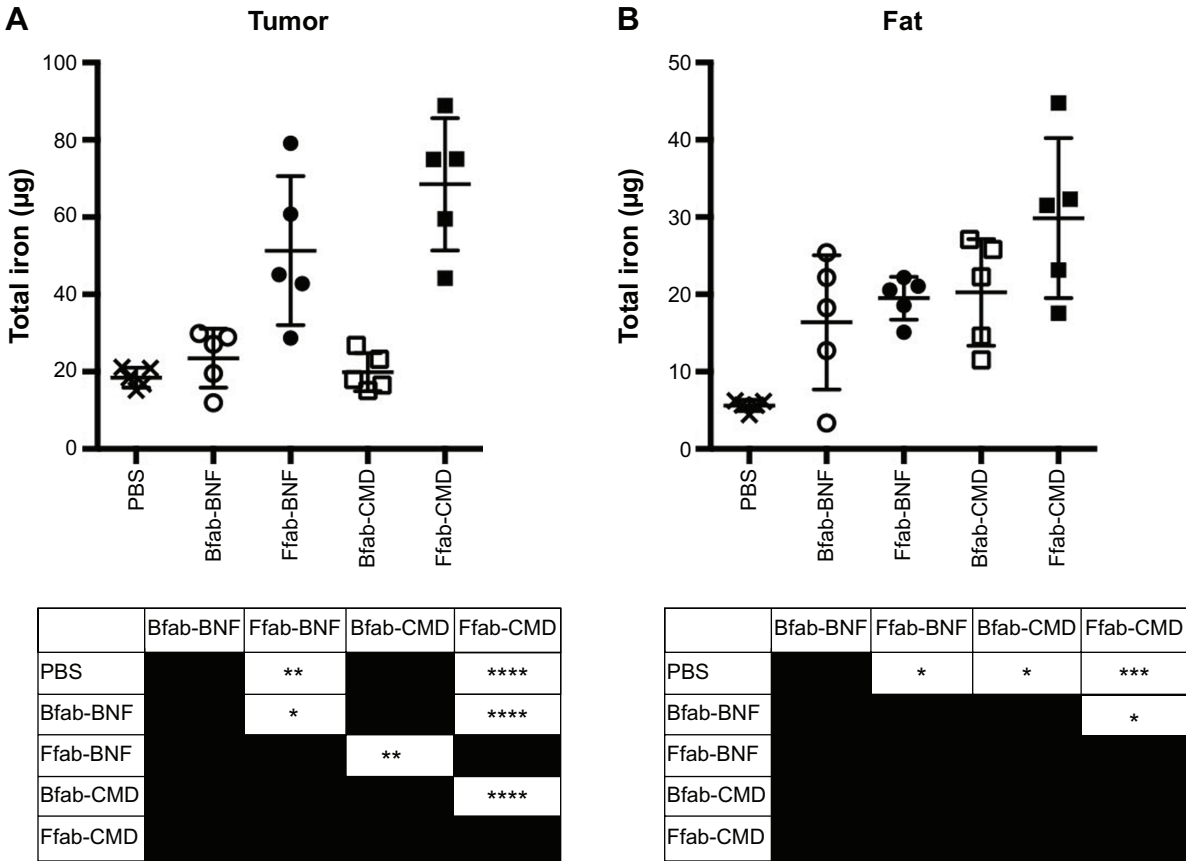 A
Tumor
Total iron (µg)
100
80
60
40
20
0
PBS
Bfab-BNF
Ffab-BNF
Bfab-CMD
Ffab-CMD
Bfab-BNF Ffab-BNF Bfab-CMD Ffab-CMD
PBS ** ****
Bfab-BNF * ****
Ffab-BNF **
Bfab-CMD ****
Ffab-CMD
B
Fat
Total iron (µg)
50
40
30
20
10
0
PBS
Bfab-BNF
Ffab-BNF
Bfab-CMD
Ffab-CMD
Bfab-BNF Ffab-BNF Bfab-CMD Ffab-CMD
PBS * * ***
Bfab-BNF *
Ffab-BNF
Bfab-CMD
Ffab-CMD